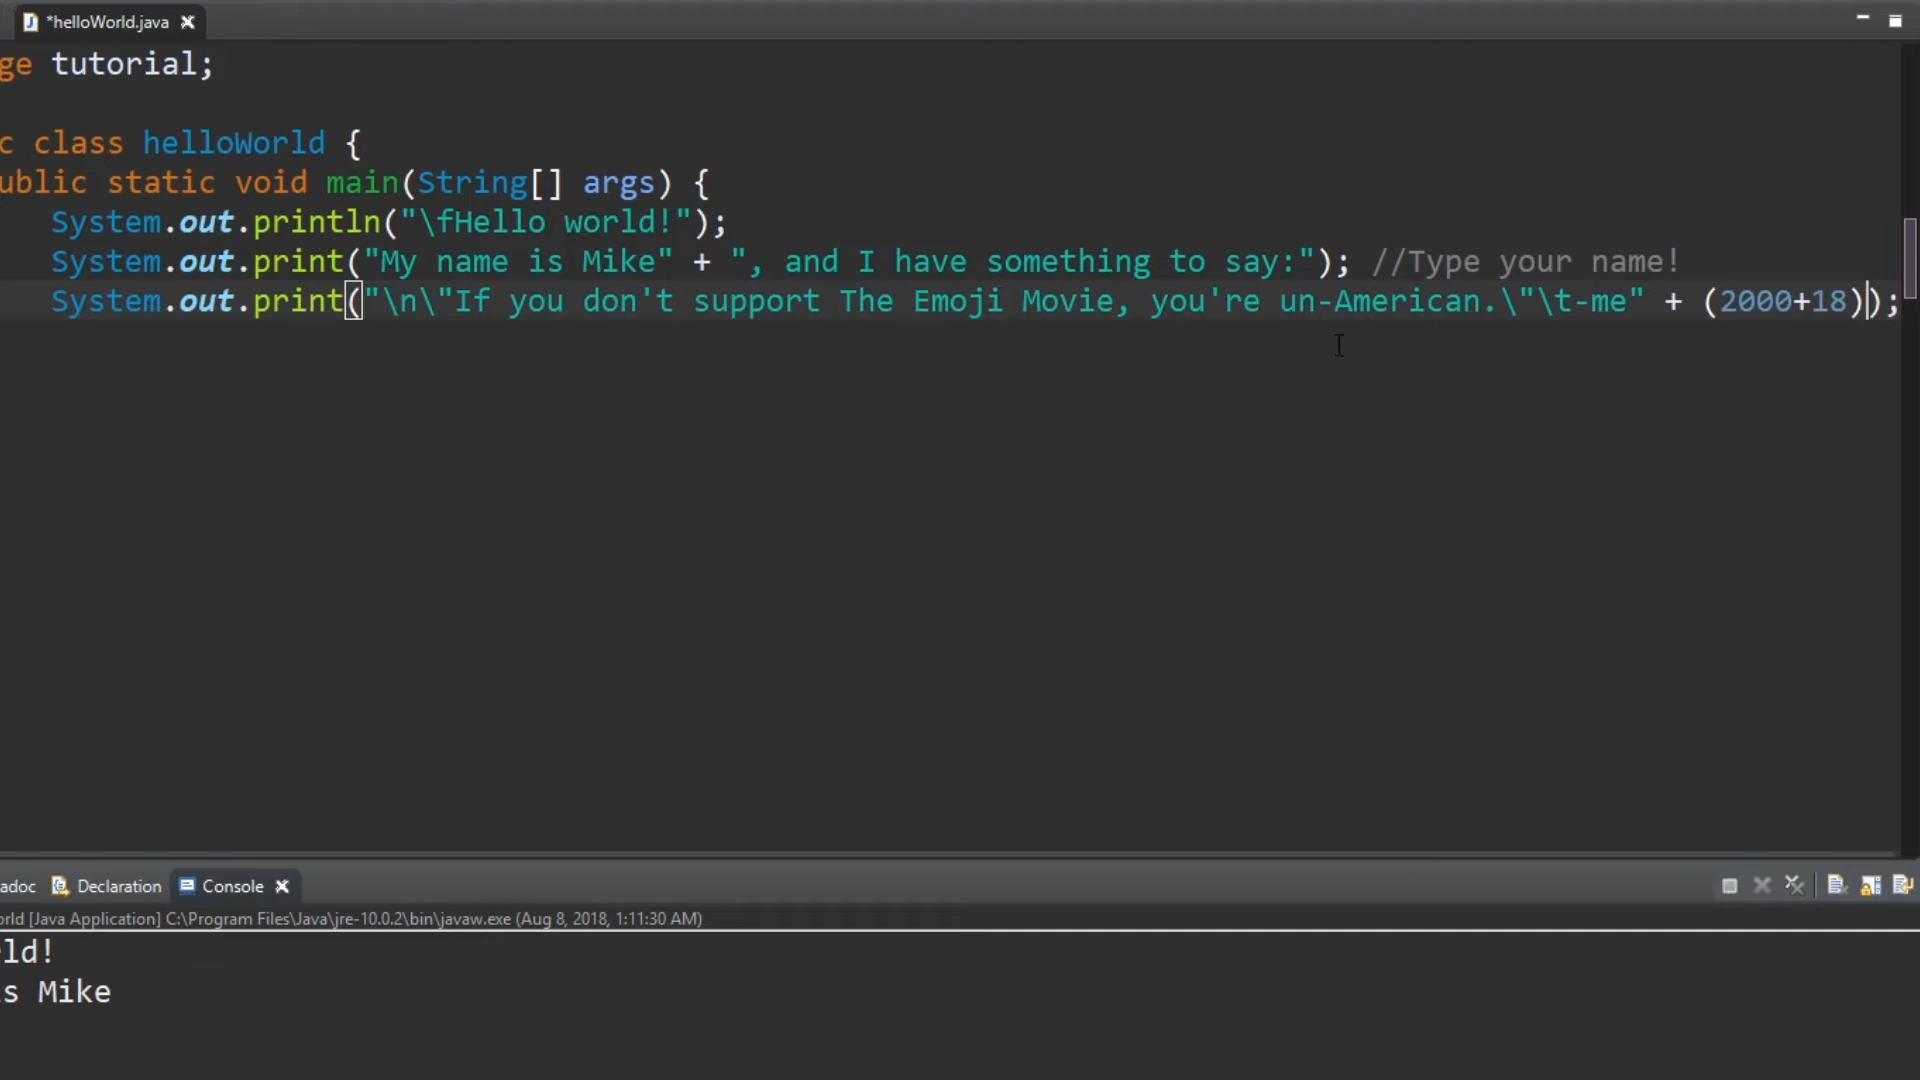 *helloWorld.java
ge tutorial;
c class helloWorld {
ublic static void main(String[] args) {
System.out.println("\fHello world!");
System.out.print("My name is Mike" + ", and I have something to say:"); //Type your name!
System.out.print("\n\"If you don't support The Emoji Movie, you're un-American.\"\t-me" + (2000+18));
adoc Declaration Console
orld [Java Application] C:\Program Files\Java\jre-10.0.2\bin\javaw.exe (Aug 8, 2018, 1:11:30 AM)
rld!
is Mike